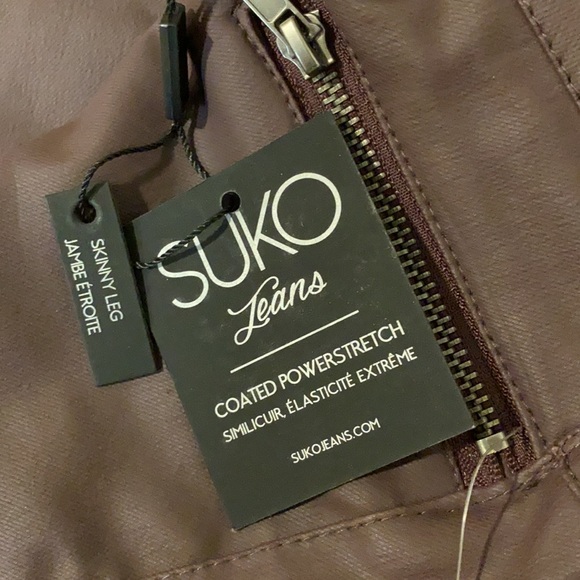 SKINNY LEG
JAMBE ÉTROITE
SUKO
Jeans
COATED POWERSTRETCH
SIMILICUIR, ÉLASTICITÉ EXTRÊME
SUKOJEANS.COM